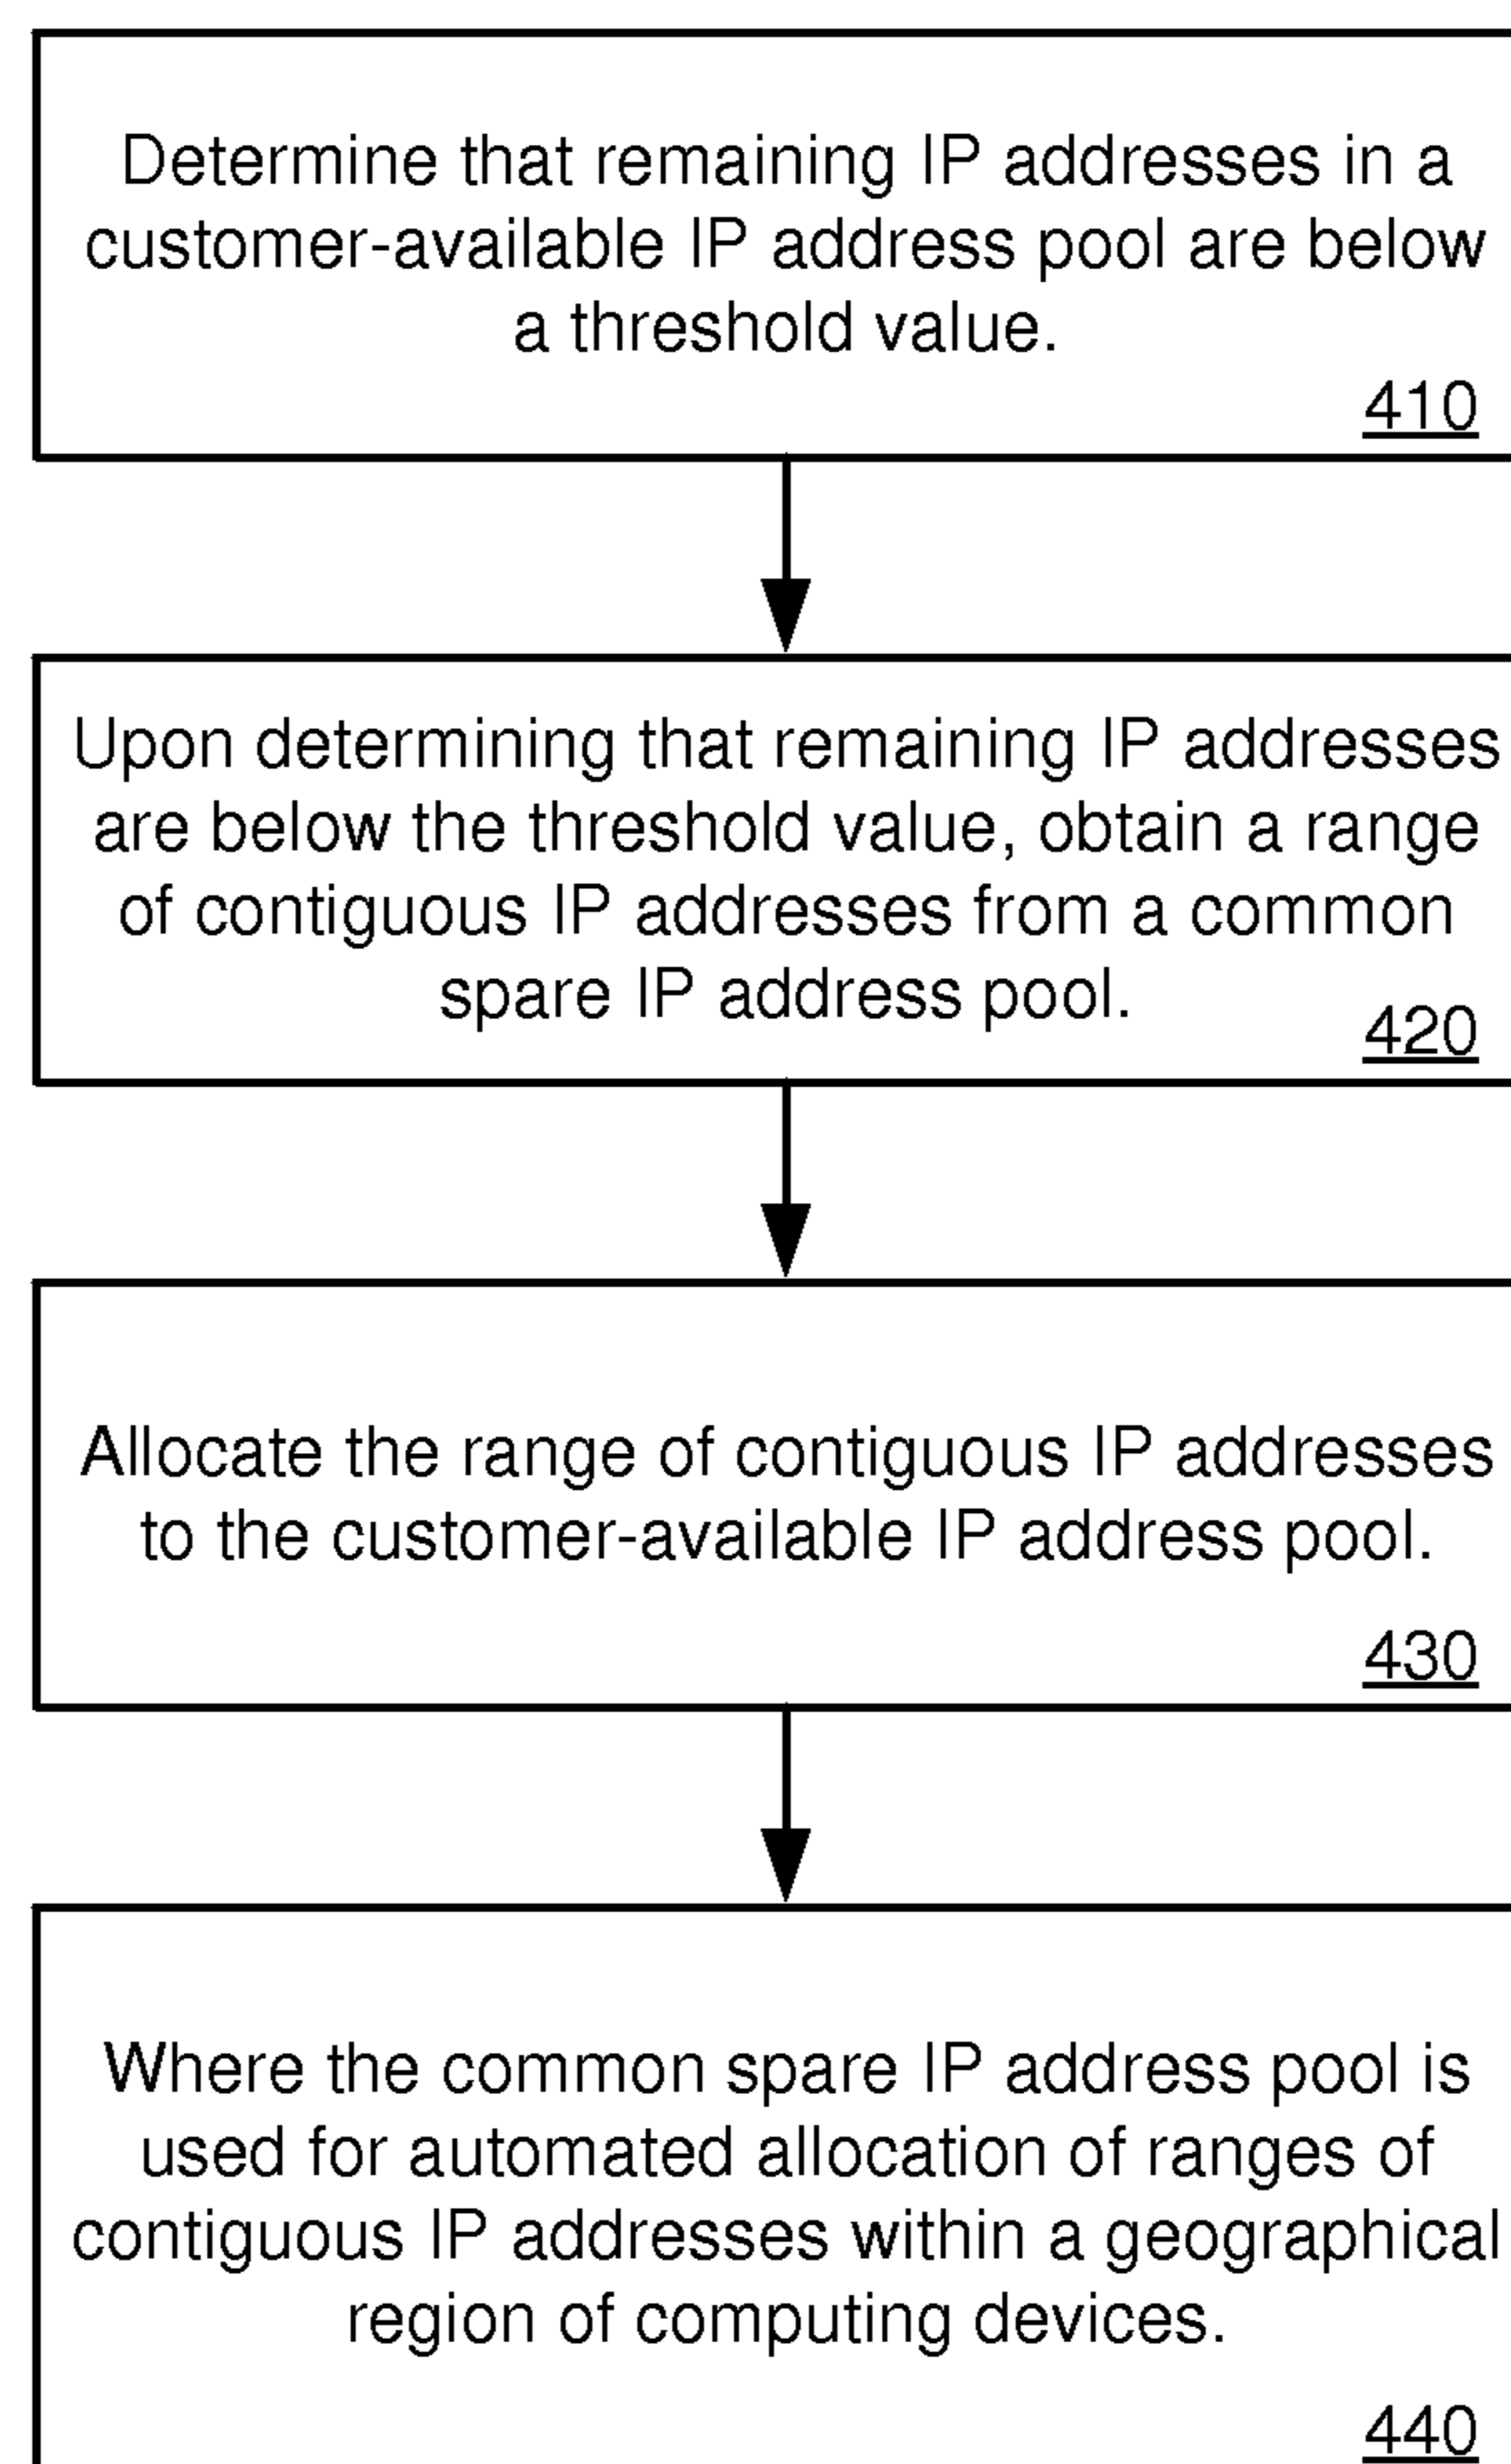 Determine that remaining IP addresses in a
customer-available IP address pool are below
a threshold value.
410
Upon determining that remaining IP addresses
are below the threshold value, obtain a range
of contiguous IP addresses from a common
spare IP address pool.
420
Allocate the range of contiguous IP addresses
to the customer-available IP address pool.
430
Where the common spare IP address pool is
used for automated allocation of ranges of
contiguous IP addresses within a geographical
region of computing devices.
440